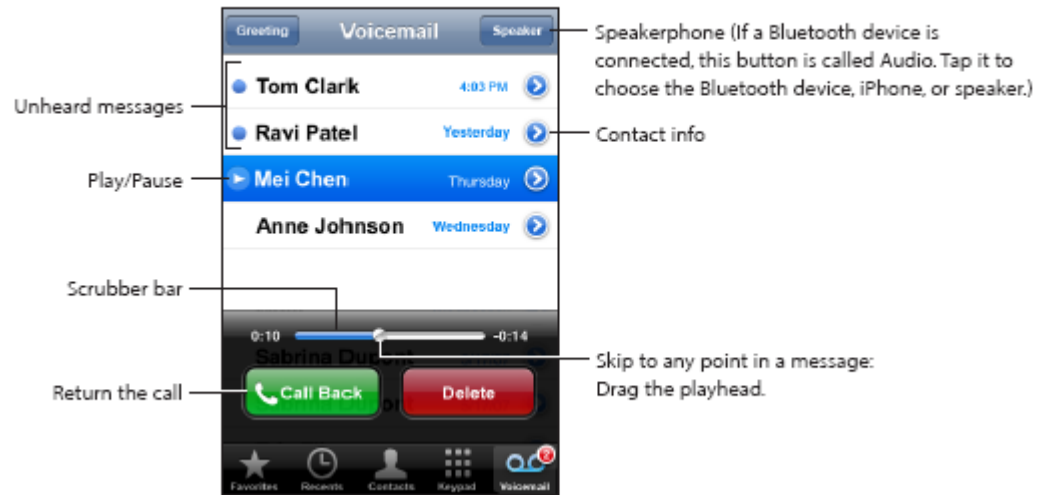 Greeting
Voicemail
Speaker
Speakerphone (If a Bluetooth device is
connected, this button is called Audio. Tap it to
choose the Bluetooth device, iPhone, or speaker.)
Unheard messages
Tom Clark
4:03 PM
Ravi Patel
Yesterday
Contact info
Play/Pause
Mei Chen
Thursday
Anne Johnson
Wednesday
Scrubber bar
0:10
-0:14
Sabrina Dupont
Skip to any point in a message:
Drag the playhead.
Return the call
Call Back
Delete
Favorites
Recents
Contacts
Keypad
Voicemail
2